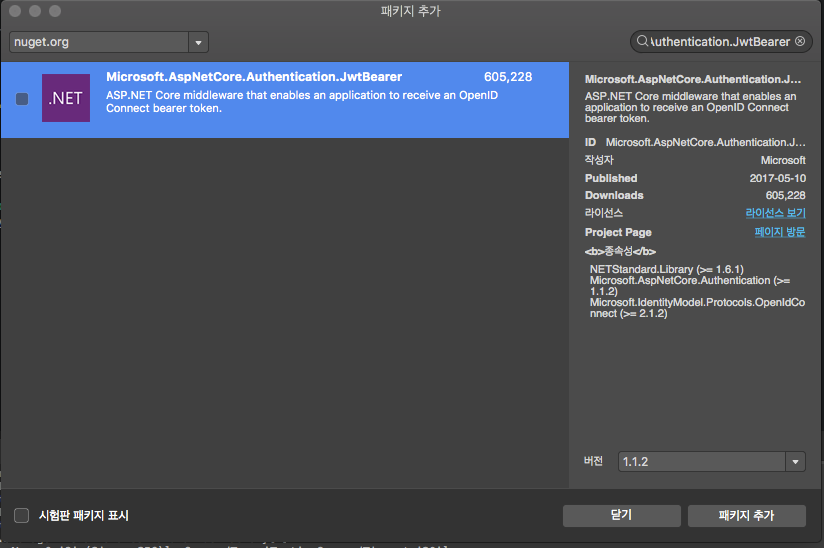 패키지 추가
nuget.org
uthentication.JwtBearer
Microsoft.AspNetCore.Authentication.JwtBearer 605,228
.NET
ASP.NET Core middleware that enables an application to receive an OpenID
Connect bearer token.
Microsoft.AspNetCore.Authentication.J...
ASP.NET Core middleware that enables an
application to receive an OpenID Connect
bearer token.
ID Microsoft.AspNetCore.Authentication.J...
작성자 Microsoft
Published 2017-05-10
Downloads 605,228
라이선스 라이선스 보기
Project Page 페이지 방문
<b>종속성</b>
NETStandard.Library (>= 1.6.1)
Microsoft.AspNetCore.Authentication (>=
1.1.2)
Microsoft.IdentityModel.Protocols.OpenIdCo
nnect (>= 2.1.2)
버전 1.1.2
시험판 패키지 표시
닫기
패키지 추가